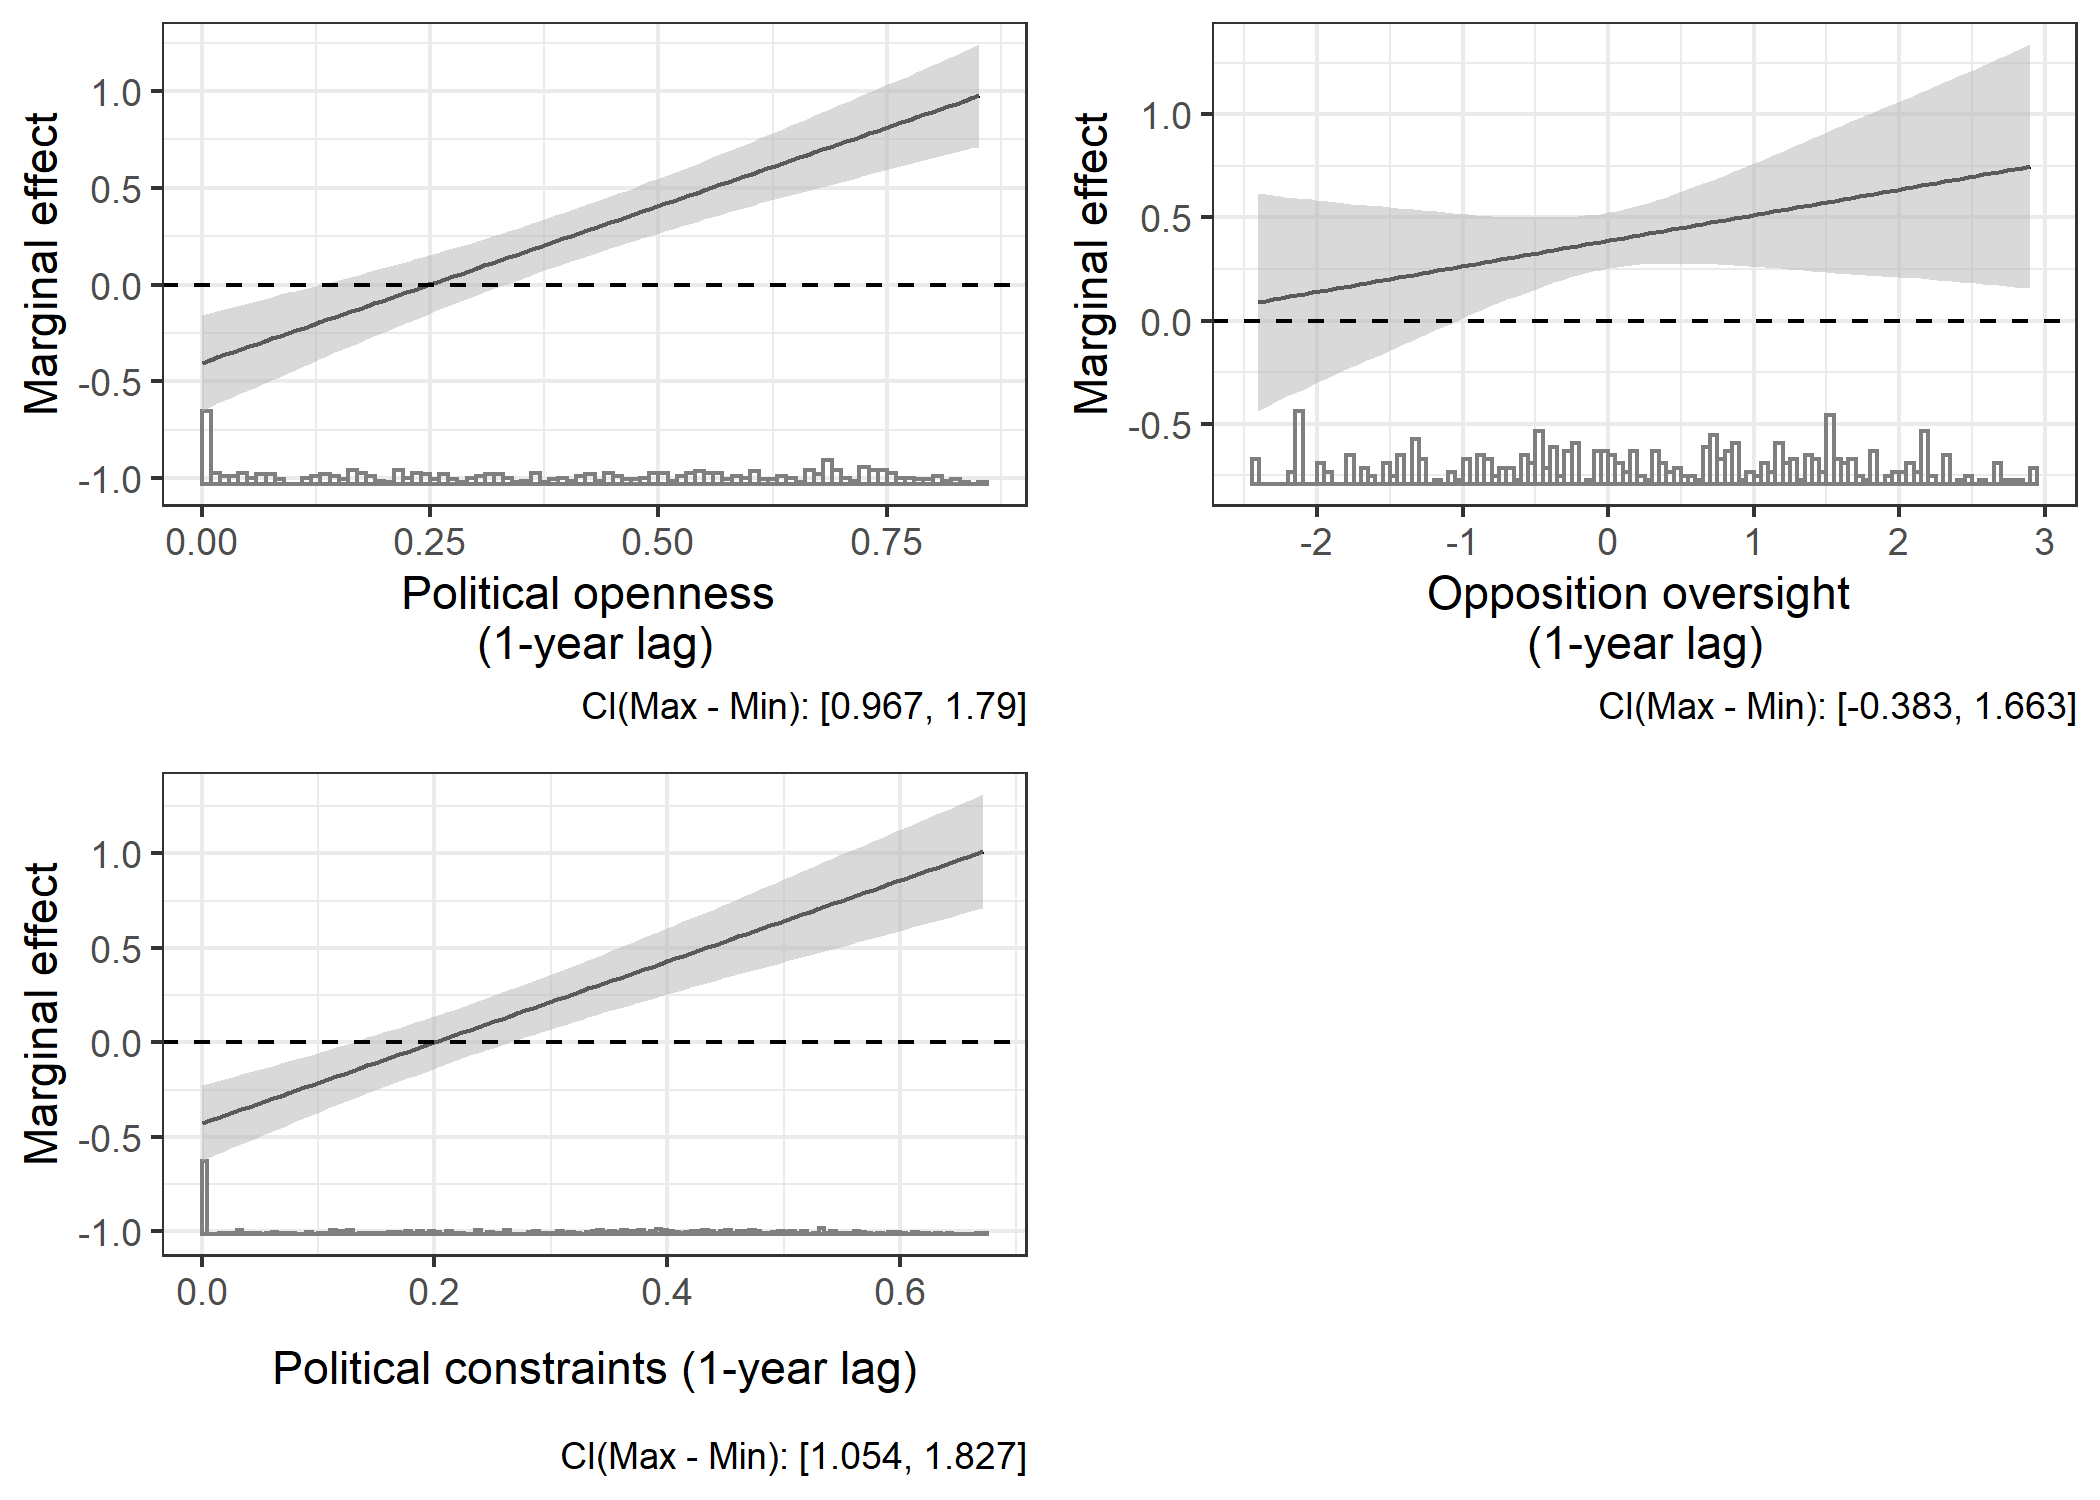 Marginal effect
1.0
0.5
0.0
-0.5
-1.0
0.00 0.25 0.50 0.75
Political openness
(1-year lag)
CI(Max - Min): [0.967, 1.79]
Marginal effect
1.0
0.5
0.0
-0.5
-2 -1 0 1 2 3
Opposition oversight
(1-year lag)
CI(Max - Min): [-0.383, 1.663]
Marginal effect
1.0
0.5
0.0
-0.5
-1.0
0.0 0.2 0.4 0.6
Political constraints (1-year lag)
CI(Max - Min): [1.054, 1.827]